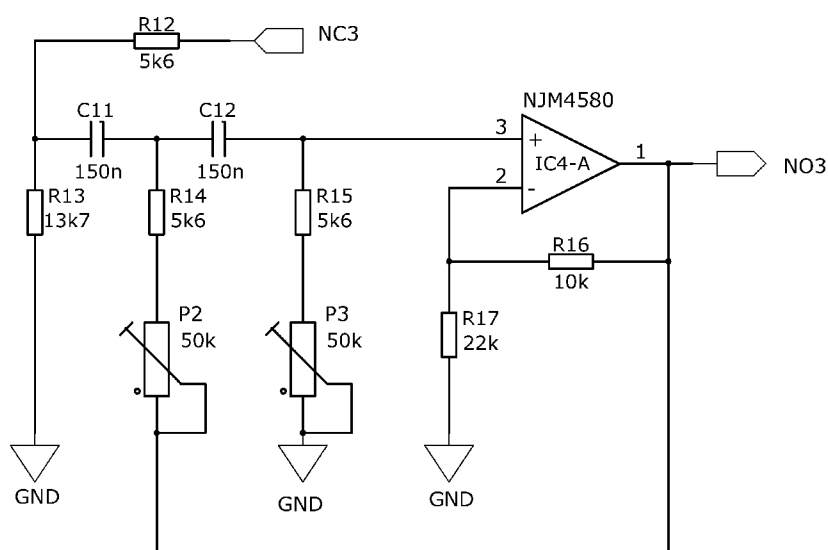 R12
NC3
5k6
C11
C12
NJM4580
3
+
IC4-A
1
150n
150n
2
-
NO3
R13
13k7
R14
5k6
R15
5k6
R16
10k
P2
50k
P3
50k
R17
22k
GND
GND
GND